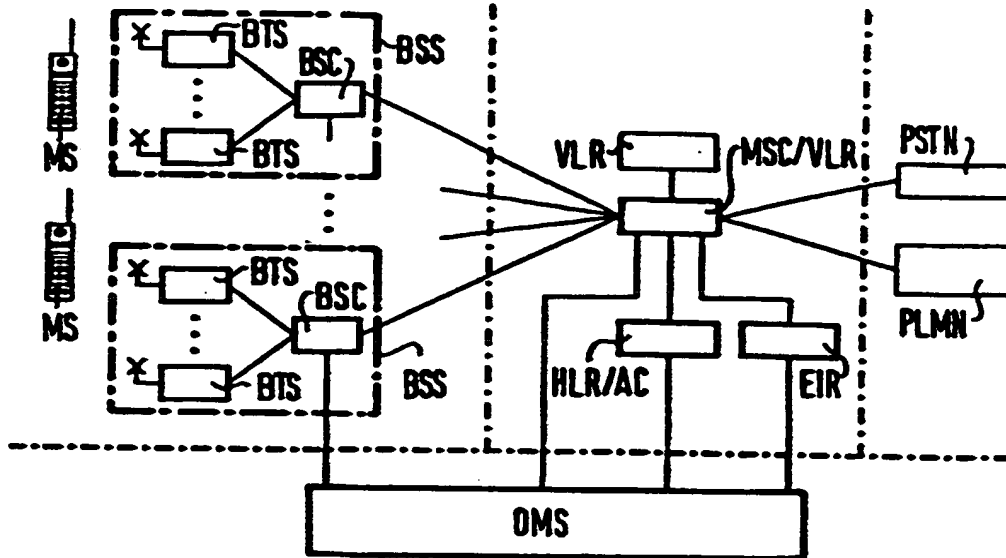 BTS
BSS
BSC
MS
BTS
VLR
MSC/VLR
PSTN
BTS
BSC
MS
BTS
BSS
HLR/AC
EIR
PLMN
OMS